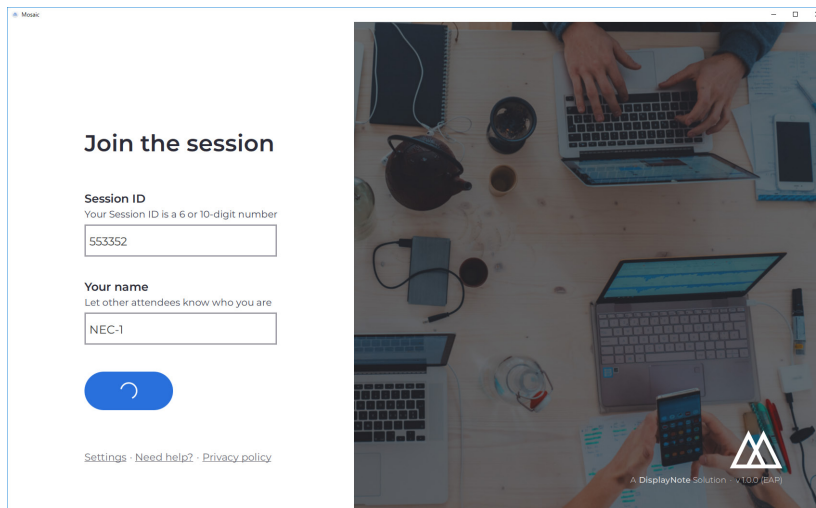 Mosaic
Join the session
Session ID
Your Session ID is a 6 or 10-digit number
553352
Your name
Let other attendees know who you are
NEC-1
Settings · Need help? · Privacy policy
A DisplayNote Solution - v1.0.0 (EAP)